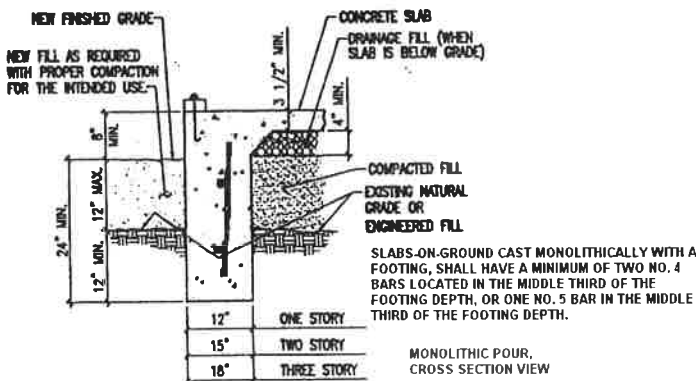 NEW FINISHED GRADE
NEW FILL AS REQUIRED
WITH PROPER COMPACTION
FOR THE INTENDED USE.
CONCRETE SLAB
DRAINAGE FILL (WHEN
SLAB IS BELOW GRADE)
3 1/2" MIN.
4" MIN.
8" MIN.
24" MIN.
12" MAX.
12" MIN.
COMPACTED FILL
EXISTING NATURAL
GRADE OR
ENGINEERED FILL
SLABS-ON-GROUND CAST MONOLITHICALLY WITH A
FOOTING, SHALL HAVE A MINIMUM OF TWO NO. 4
BARS LOCATED IN THE MIDDLE THIRD OF THE
FOOTING DEPTH, OR ONE NO. 5 BAR IN THE MIDDLE
THIRD OF THE FOOTING DEPTH.
12" ONE STORY
15" TWO STORY
18" THREE STORY
MONOLITHIC POUR,
CROSS SECTION VIEW